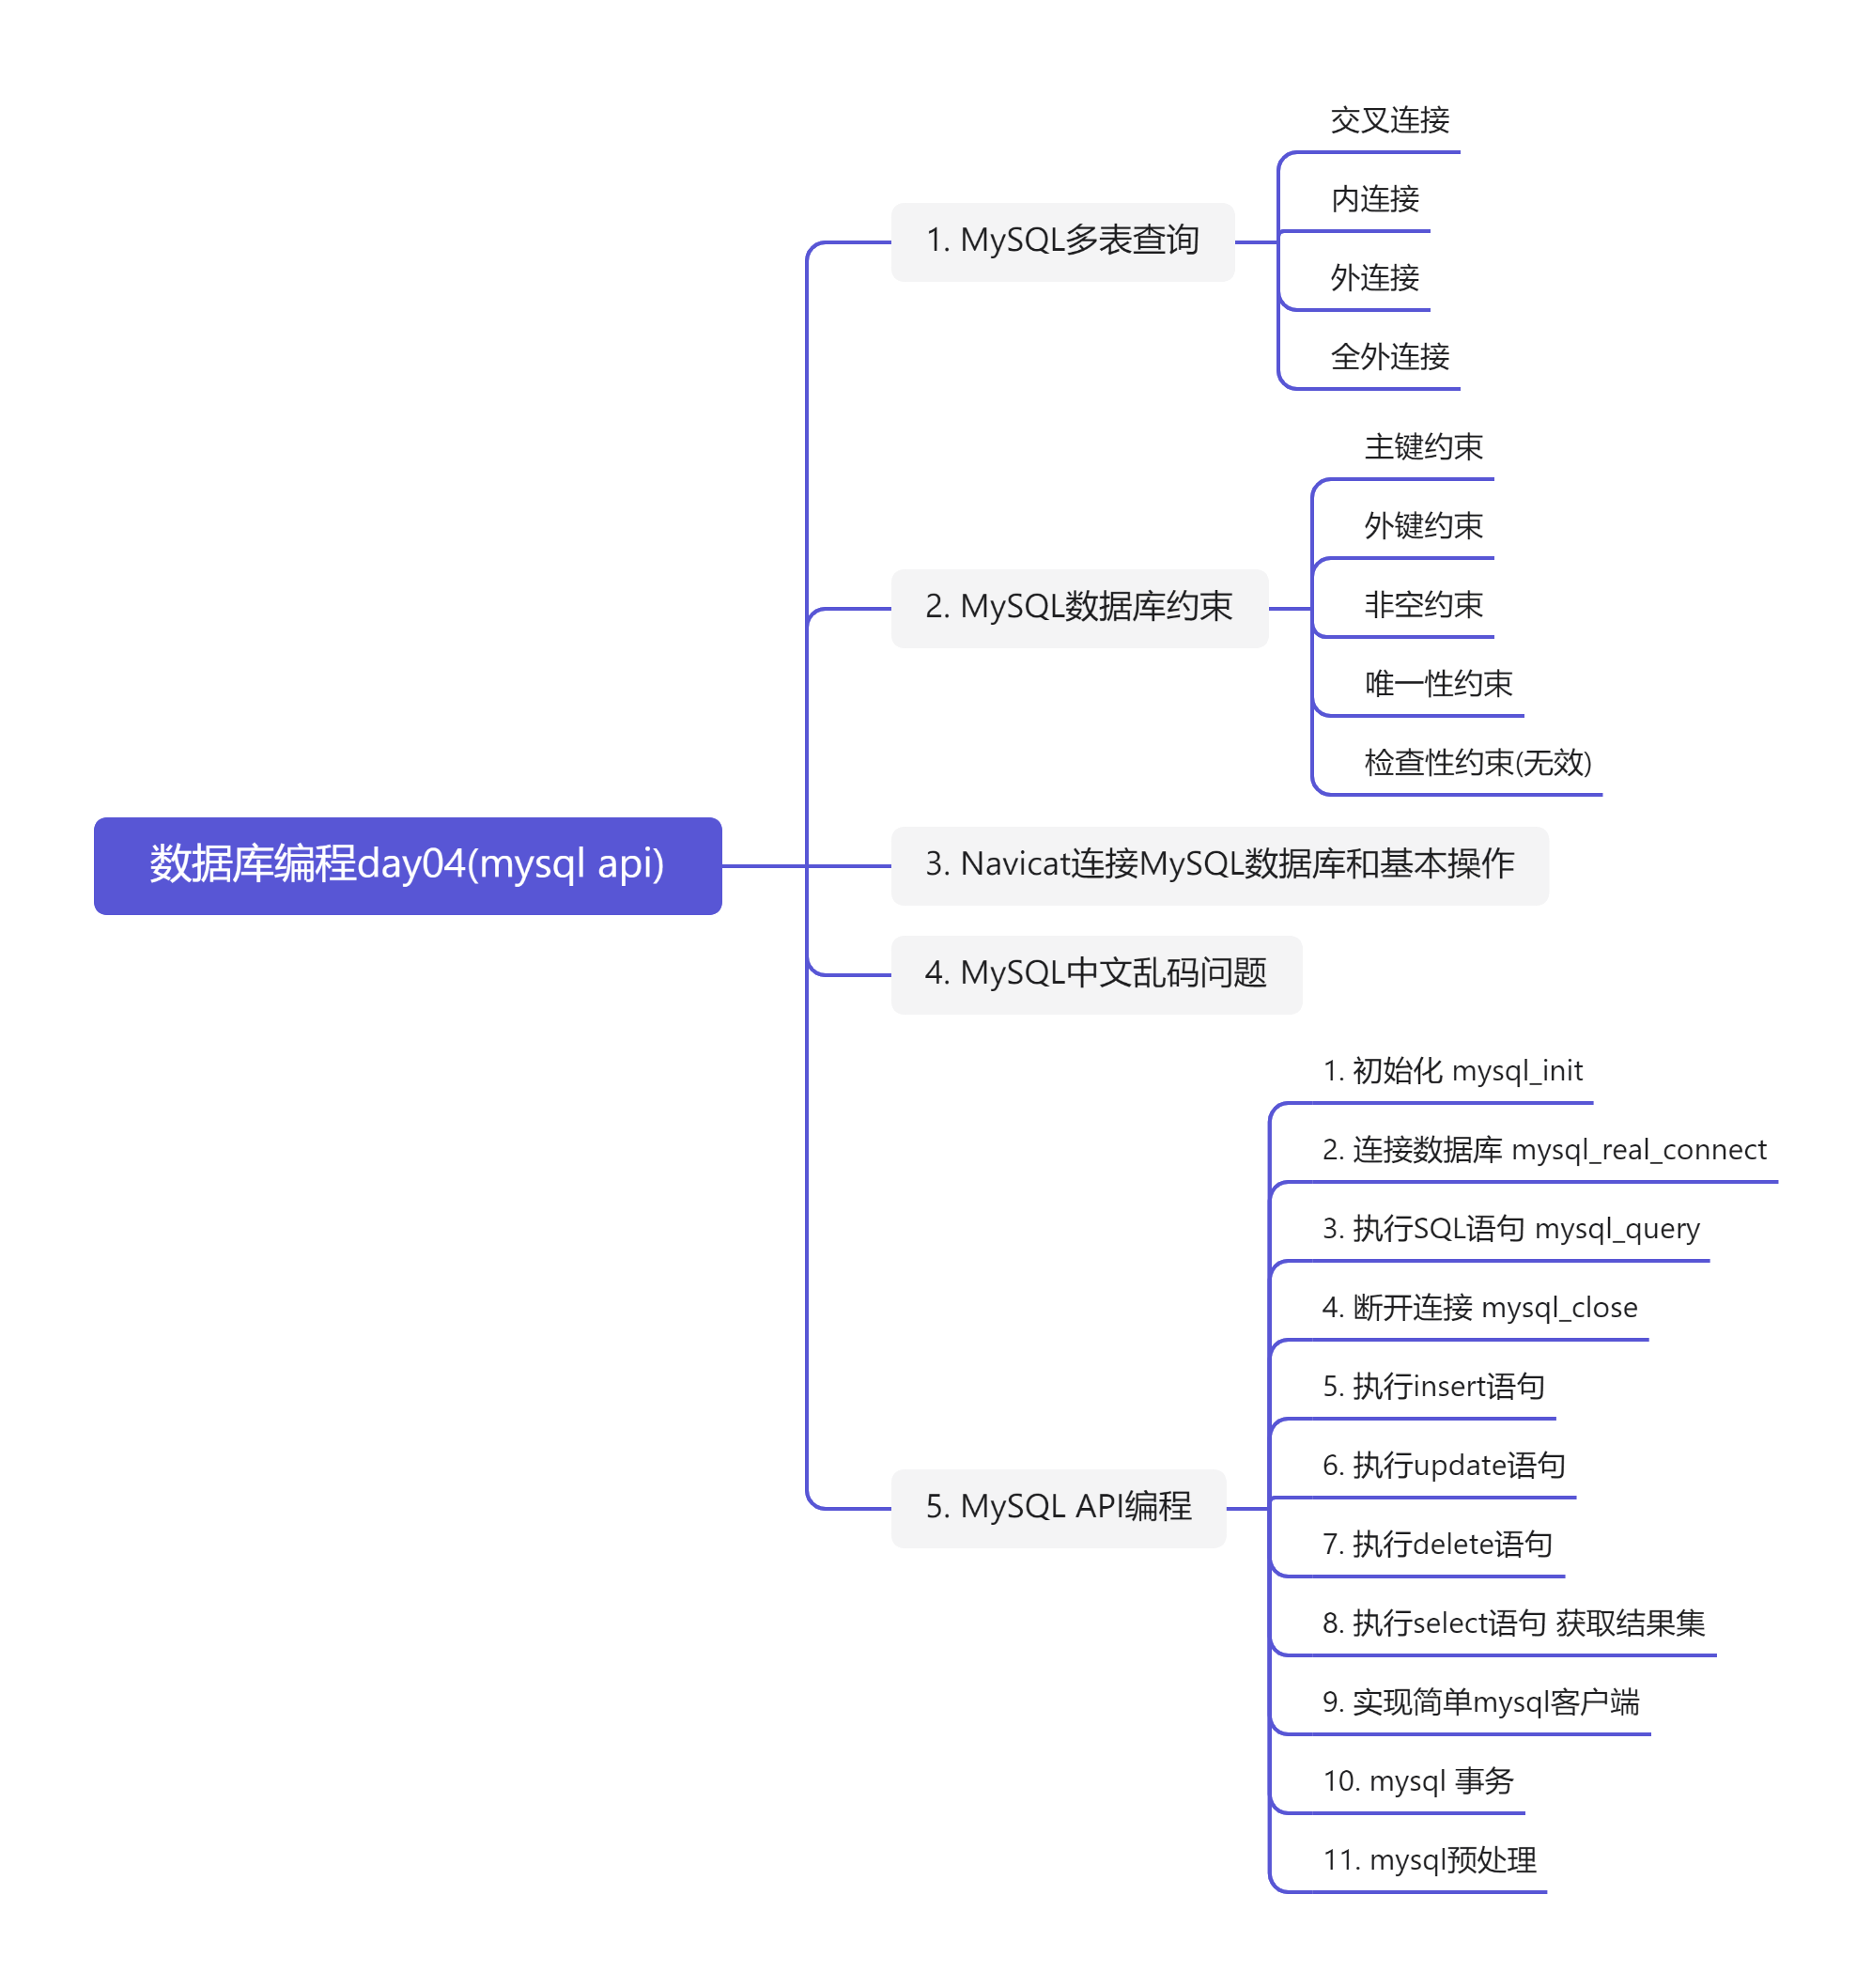 数据库编程day04(mysql api)
1. MySQL多表查询
交叉连接
内连接
外连接
全外连接
2. MySQL数据库约束
主键约束
外键约束
非空约束
唯一性约束
检查性约束(无效)
3. Navicat连接MySQL数据库和基本操作
4. MySQL中文乱码问题
5. MySQL API编程
1. 初始化 mysql_init
2. 连接数据库 mysql_real_connect
3. 执行SQL语句 mysql_query
4. 断开连接 mysql_close
5. 执行insert语句
6. 执行update语句
7. 执行delete语句
8. 执行select语句 获取结果集
9. 实现简单mysql客户端
10. mysql 事务
11. mysql预处理